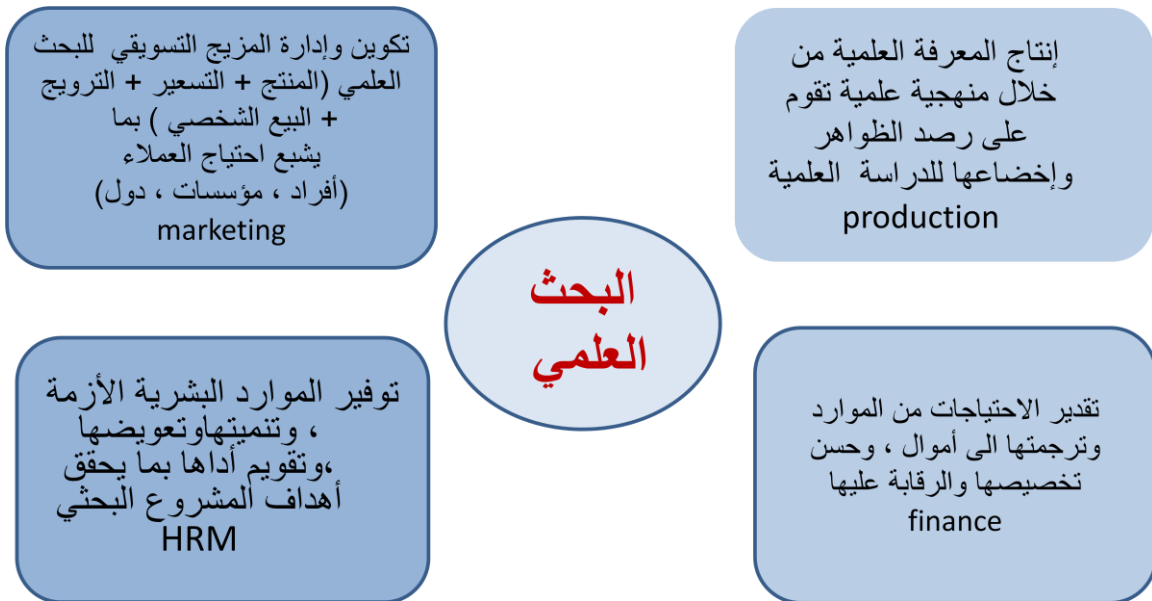 إنتاج المعرفة العلمية من
خلال منهجية علمية تقوم
على رصد الظواهر
وإخضاعها للدراسة العلمية
production
تكوين وإدارة المزيج التسويقي للبحث
العلمي (المنتج + التسعير + الترويج
+ البيع الشخصي ) بما
يشبع احتياج العملاء
(أفراد ، مؤسسات ، دول)
marketing
البحث
العلمي
تقدير الاحتياجات من الموارد
وترجمتها الى أموال ، وحسن
تخصيصها والرقابة عليها
finance
توفير الموارد البشرية الأزمة
، وتنميتهاوتعويضها
،وتقويم أداها بما يحقق
أهداف المشروع البحثي
HRM